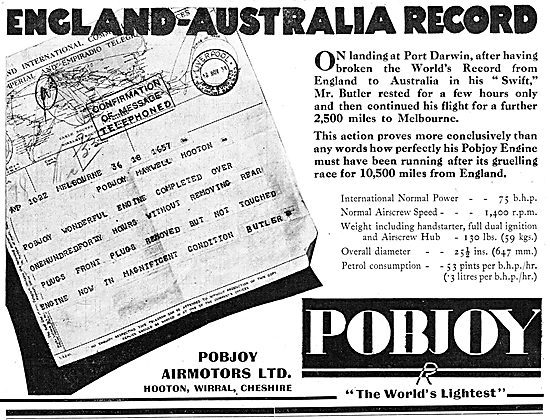 ENGLAND-AUSTRALIA RECORD
ON landing at Port Darwin, after having
broken the World's Record from
England to Australia in his "Swift,"
Mr. Butler rested for a few hours only
and then continued his flight for a further
2,500 miles to Melbourne.
This action proves more conclusively than
any words how perfectly his Pobjoy Engine
must have been running after its gruelling
race for 10,500 miles from England.
International Normal Power - - 75 b.h.p.
Normal Airscrew Speed - - - 1,400 r.p.m.
Weight including handstarter, full dual ignition
and Airscrew Hub - 130 lbs. (59 kgs.)
Overall diameter - - 25½ ins. (647 mm.)
Petrol consumption - - ·53 pints per b.h.p./hr.
(·3 litres per b.h.p./hr.)
CONFIRMATION
OF MESSAGE
TELEPHONED
AVP 1022 MELBOURNE 34 26 1657
POBJOY HARWELL HOOTON
POBJOY WONDERFUL ENGINE COMPLETED OVER
ONEHUNDREDFORTY HOURS WITHOUT REMOVING REAR
PLUGS FRONT PLUGS REMOVED BUT NOT TOUCHED
ENGINE NOW IN MAGNIFICENT CONDITION BUTLER
POBJOY
AIRMOTORS LTD.
HOOTON, WIRRAL, CHESHIRE
POBJOY
R
"The World's Lightest"